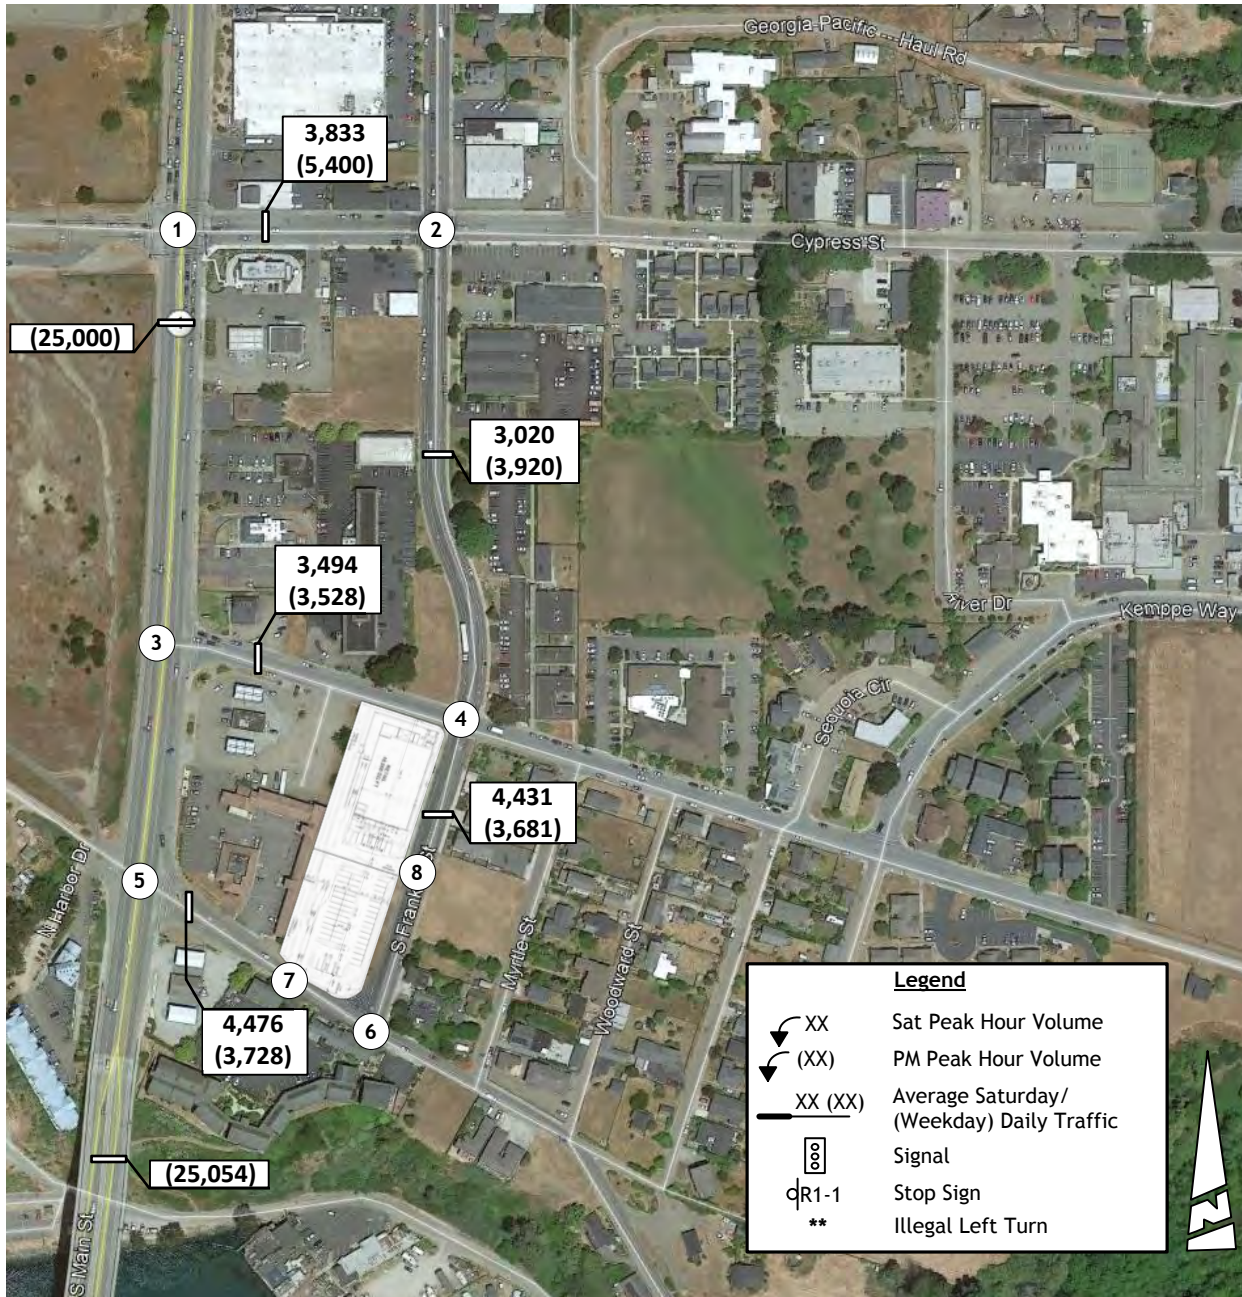 Georgia Pacific --- Haul Rd
3,833
(5,400)
1
2
Cypress St
(25,000)
3,020
(3,920)
3,494
(3,528)
River Dr
Kemppe Way
3
4
Sequoia Cir
4,431
(3,681)
N Harbor Dr
5
8
S Frank
St
Myrtle St
Woodward St
7
6
4,476
(3,728)
(25,054)
S Main St
Legend
XX Sat Peak Hour Volume
(XX) PM Peak Hour Volume
XX (XX) Average Saturday/
(Weekday) Daily Traffic
Signal
R1-1 Stop Sign
** Illegal Left Turn